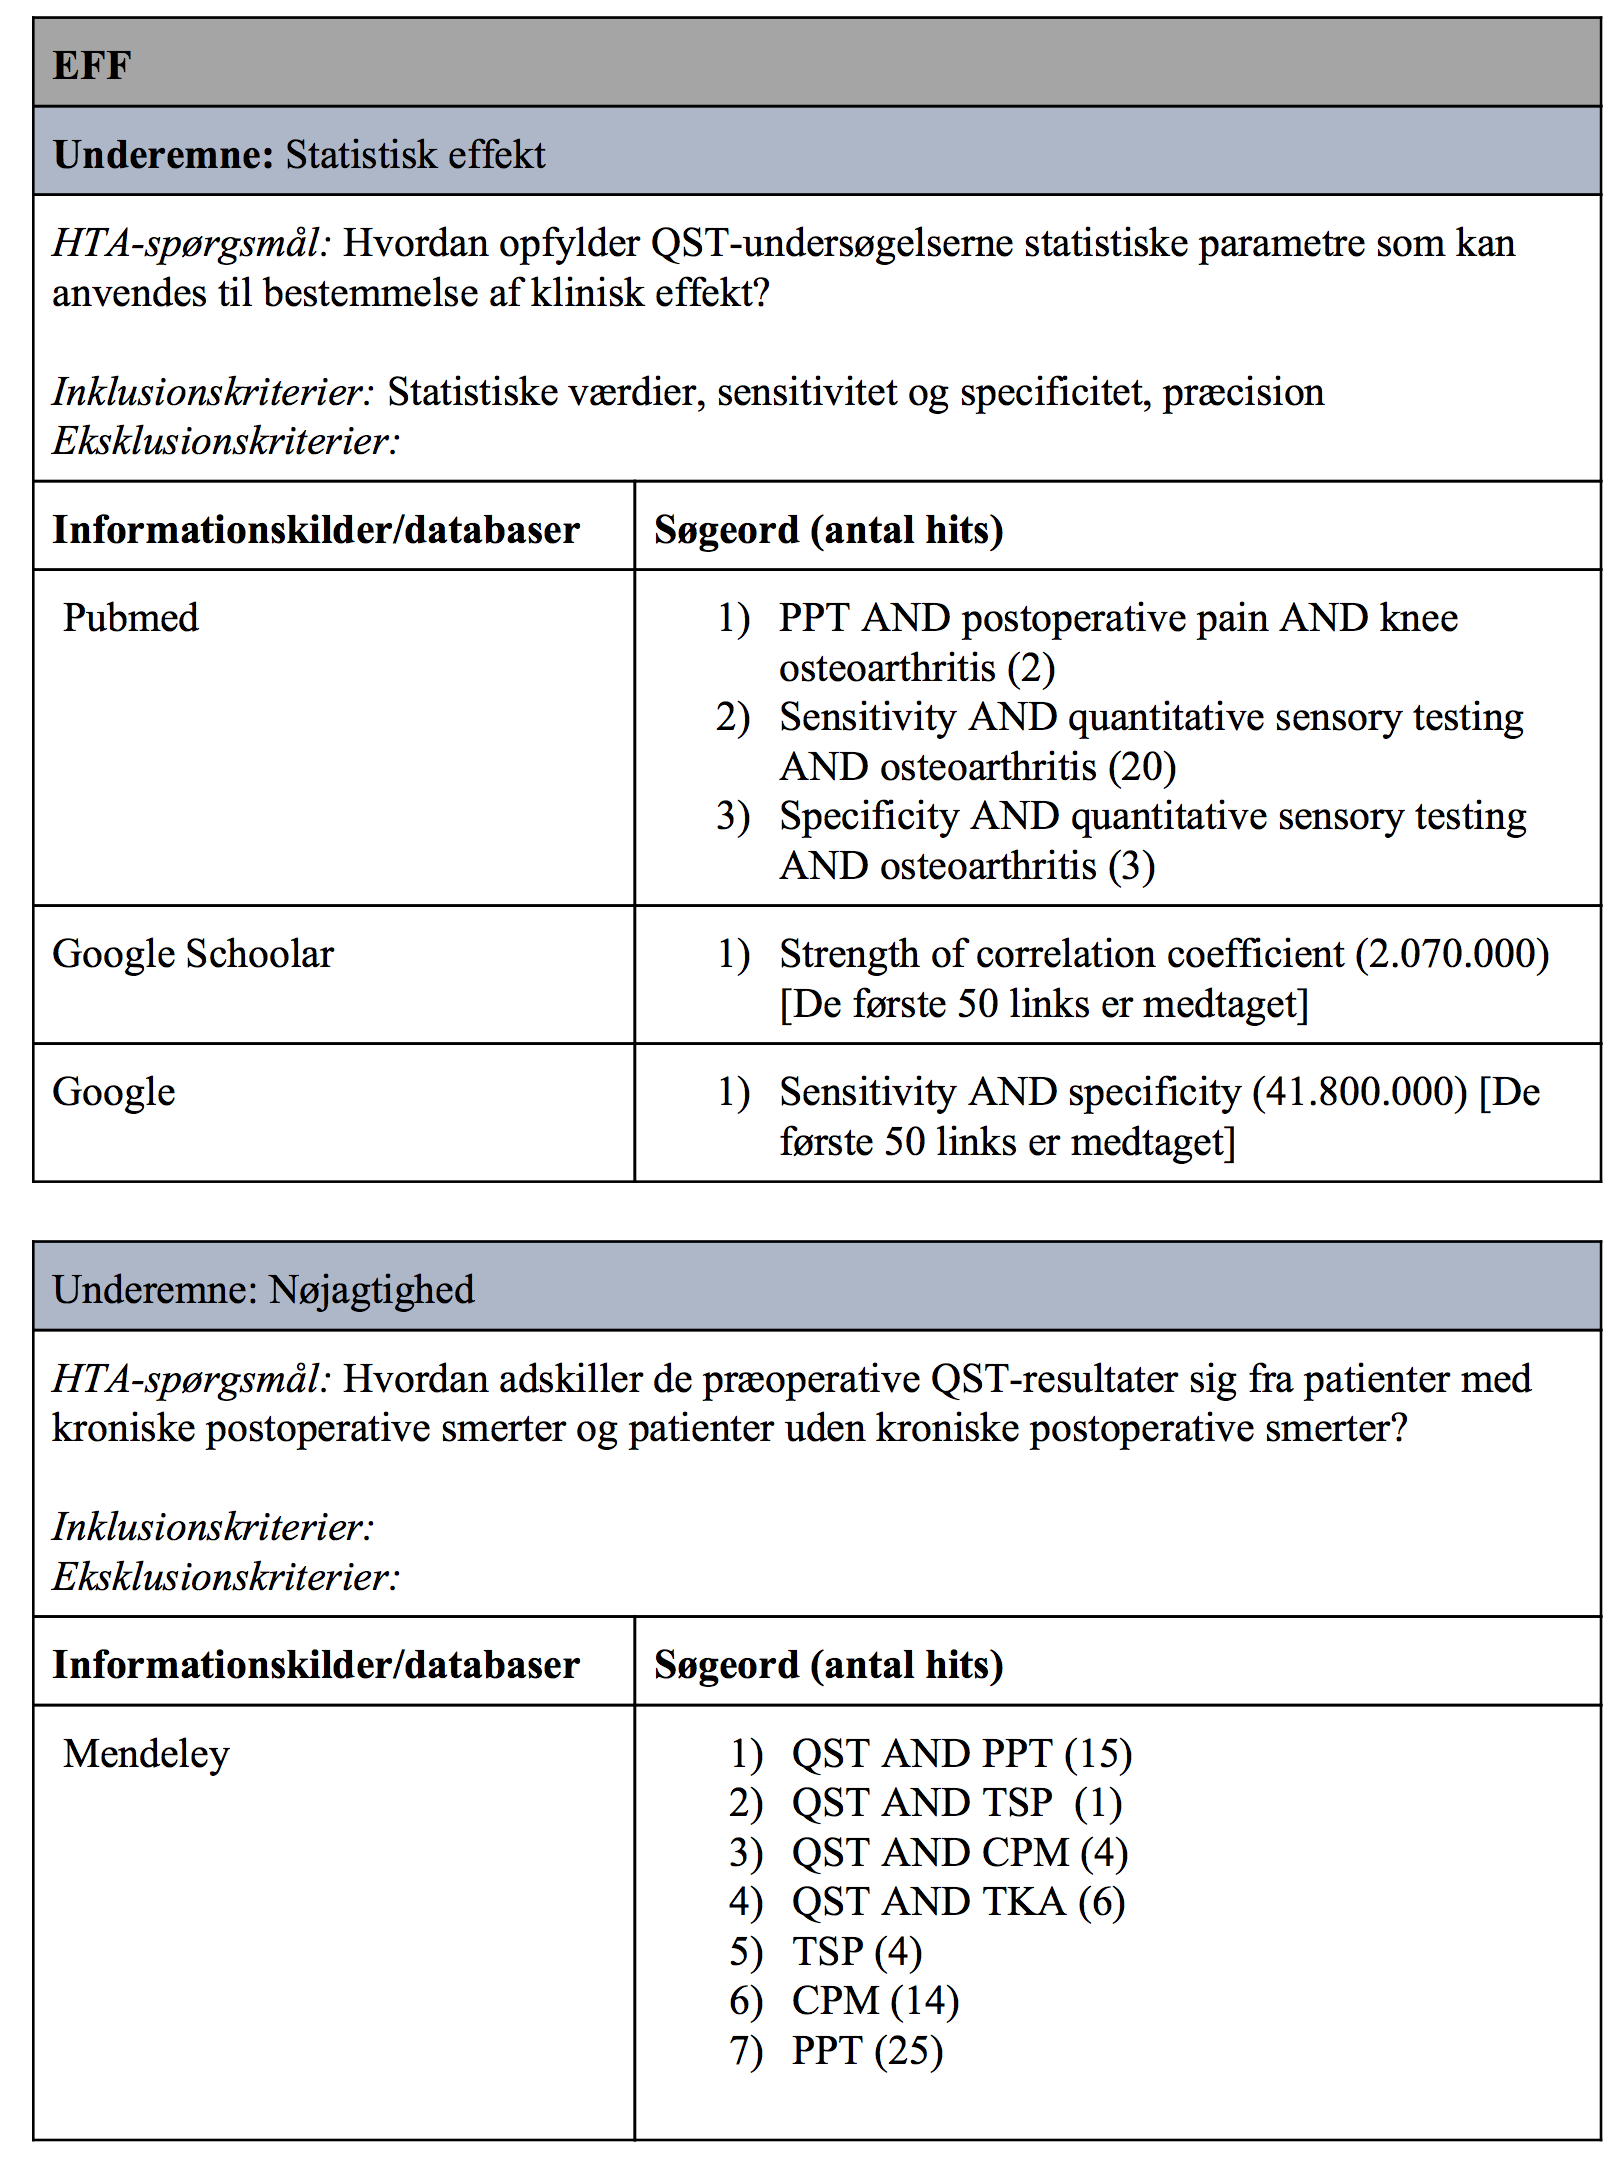 EFF
Underemne: Statistisk effekt
HTA-spørgsmål: Hvordan opfylder QST-undersøgelserne statistiske parametre som kan
anvendes til bestemmelse af klinisk effekt?
Inklusionskriterier: Statistiske værdier, sensitivitet og specificitet, præcision
Eksklusionskriterier:
Informationskilder/databaser Søgeord (antal hits)
Pubmed
1) PPT AND postoperative pain AND knee
osteoarthritis (2)
2) Sensitivity AND quantitative sensory testing
AND osteoarthritis (20)
3) Specificity AND quantitative sensory testing
AND osteoarthritis (3)
Google Schoolar
1) Strength of correlation coefficient (2.070.000)
[De første 50 links er medtaget]
Google
1) Sensitivity AND specificity (41.800.000) [De
første 50 links er medtaget]
Underemne: Nøjagtighed
HTA-spørgsmål: Hvordan adskiller de præoperative QST-resultater sig fra patienter med
kroniske postoperative smerter og patienter uden kroniske postoperative smerter?
Inklusionskriterier:
Eksklusionskriterier:
Informationskilder/databaser Søgeord (antal hits)
Mendeley
1) QST AND PPT (15)
2) QST AND TSP (1)
3) QST AND CPM (4)
4) QST AND TKA (6)
5) TSP (4)
6) CPM (14)
7) PPT (25)